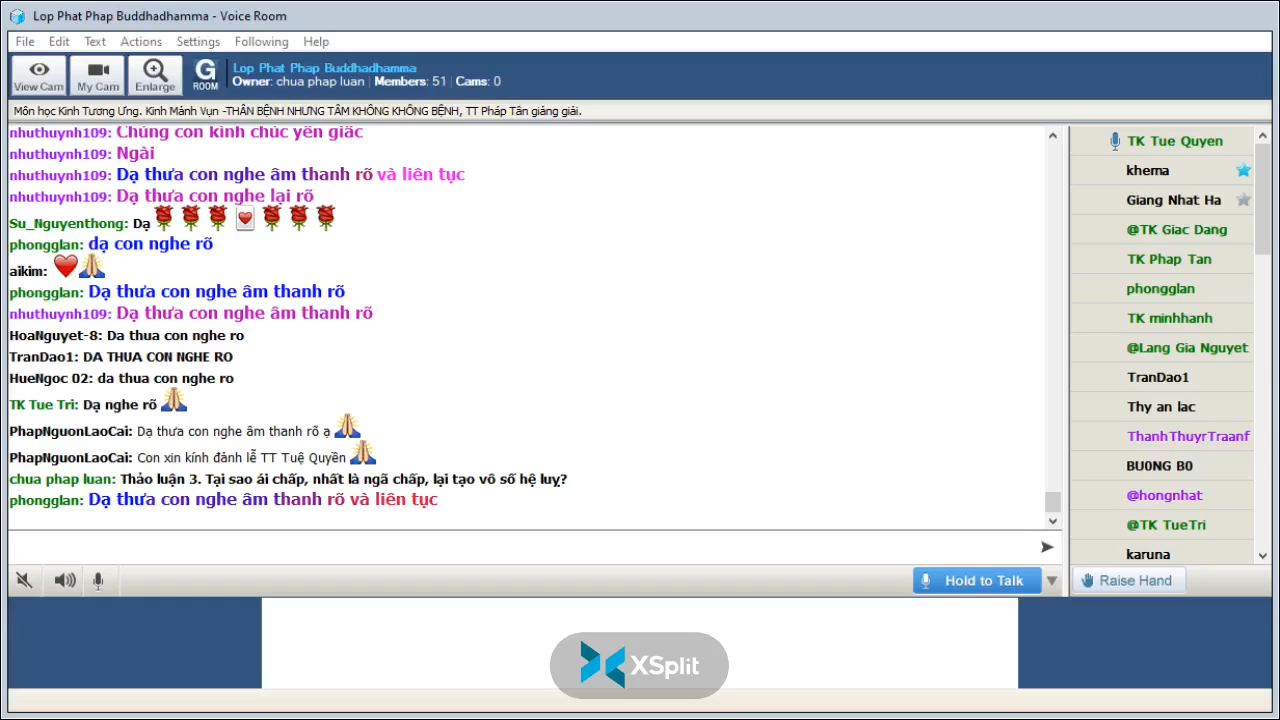 Lop Phat Phap Buddhadhamma - Voice Room
File Edit Text Actions Settings Following Help
View Cam My Cam Enlarge G ROOM
Lop Phat Phap Buddhadhamma
Owner: chua phap luan Members: 51 Cams: 0
Môn học Kinh Tương Ưng. Kinh Mảnh Vụn -THÂN BỆNH NHƯNG TÂM KHÔNG KHÔNG BỆNH, TT Pháp Tân giảng giải.
nhuthuynh109: Chúng con kính chúc yên giấc
nhuthuynh109: Ngài
nhuthuynh109: Dạ thưa con nghe âm thanh rõ và liên tục
nhuthuynh109: Dạ thưa con nghe lại rõ
Su_Nguyenthong: Dạ
phongglan: dạ con nghe rõ
aikim:
phongglan: Dạ thưa con nghe âm thanh rõ
nhuthuynh109: Dạ thưa con nghe âm thanh rõ
HoaNguyet-8: Da thua con nghe ro
TranDao1: DA THUA CON NGHE RO
HueNgoc 02: da thua con nghe ro
TK Tue Tri: Dạ nghe rõ
PhapNguonLaoCai: Dạ thưa con nghe âm thanh rõ ạ
PhapNguonLaoCai: Con xin kính đảnh lễ TT Tuệ Quyền
chua phap luan: Thảo luận 3. Tại sao ái chấp, nhất là ngã chấp, lại tạo vô số hệ luỵ?
phongglan: Dạ thưa con nghe âm thanh rõ và liên tục
TK Tue Quyen
khema
Giang Nhat Ha
@TK Giac Dang
TK Phap Tan
phongglan
TK minhhanh
@Lang Gia Nguyet
TranDao1
Thy an lac
ThanhThuyrTraanf
BU0NG B0
@hongnhat
@TK TueTri
karuna
Hold to Talk
Raise Hand
XSplit